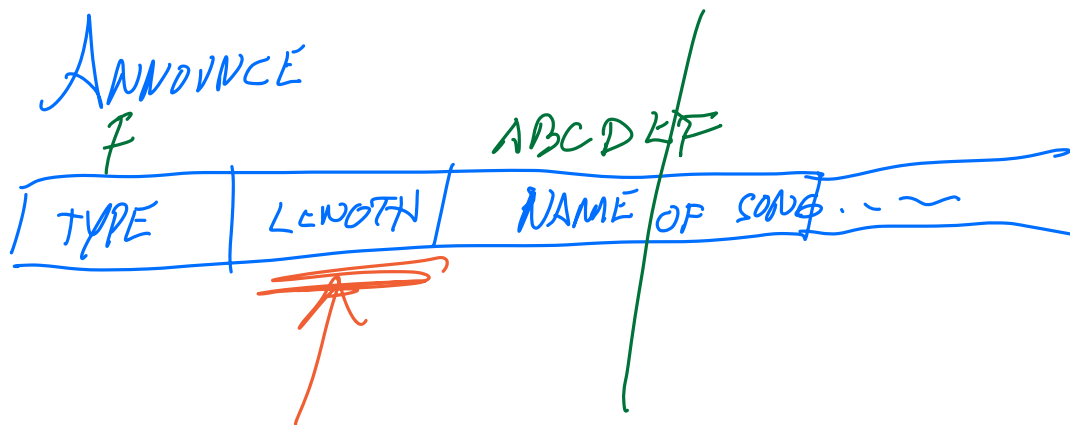 ANNOUNCE
F ABCDEF
TYPE LENGTH NAME OF SONG...